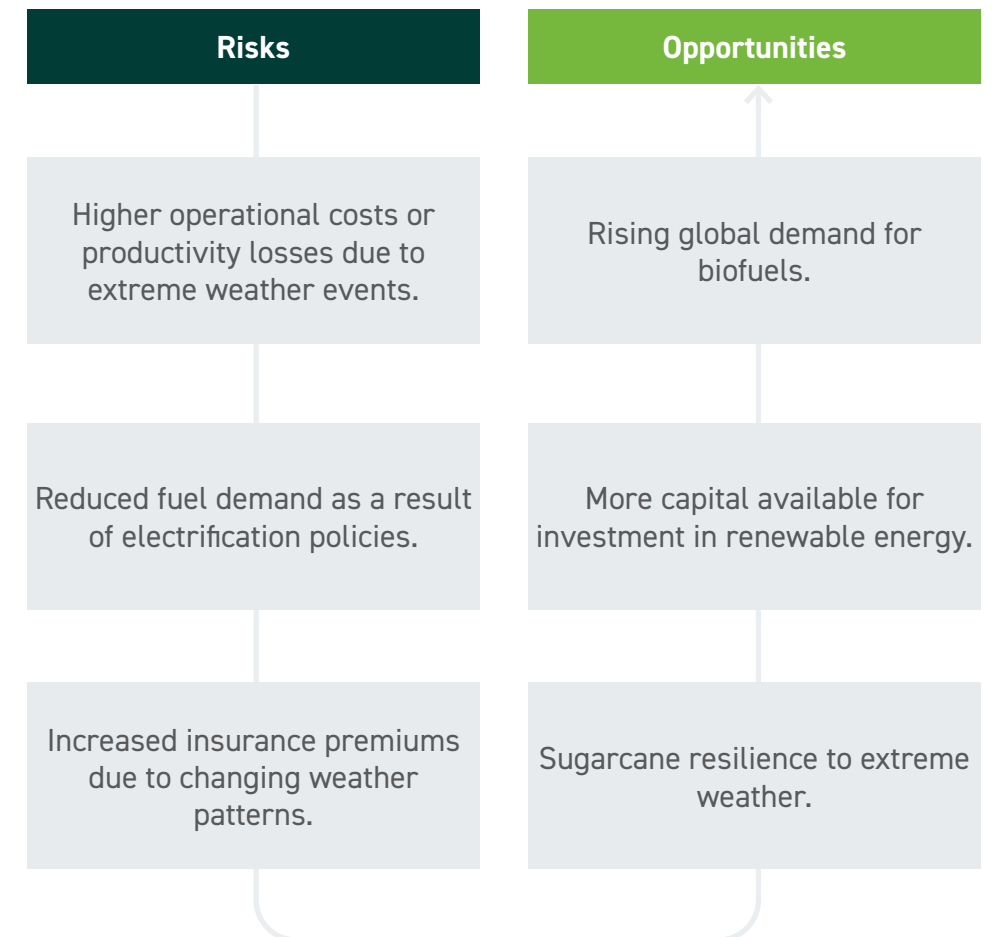 Risks
Higher operational costs or
productivity losses due to
extreme weather events.
Reduced fuel demand as a result
of electrification policies.
Increased insurance premiums
due to changing weather
patterns.
Opportunities
Rising global demand for
biofuels.
More capital available for
investment in renewable energy.
Sugarcane resilience to extreme
weather.